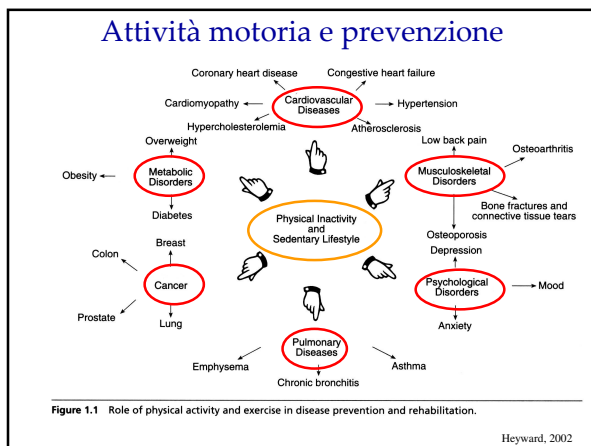 Attività motoria e prevenzione
Coronary heart disease
Congestive heart failure
Cardiomyopathy
Cardiovascular
Diseases
Hypertension
Hypercholesterolemia
Atherosclerosis
Overweight
Obesity
Metabolic
Disorders
Diabetes
Low back pain
Osteoarthritis
Musculoskeletal
Disorders
Bone fractures and
connective tissue tears
Osteoporosis
Physical Inactivity
and
Sedentary Lifestyle
Breast
Colon
Cancer
Prostate
Lung
Depression
Psychological
Disorders
Mood
Anxiety
Pulmonary
Diseases
Emphysema
Asthma
Chronic bronchitis
Figure 1.1 Role of physical activity and exercise in disease prevention and rehabilitation.
Heyward, 2002